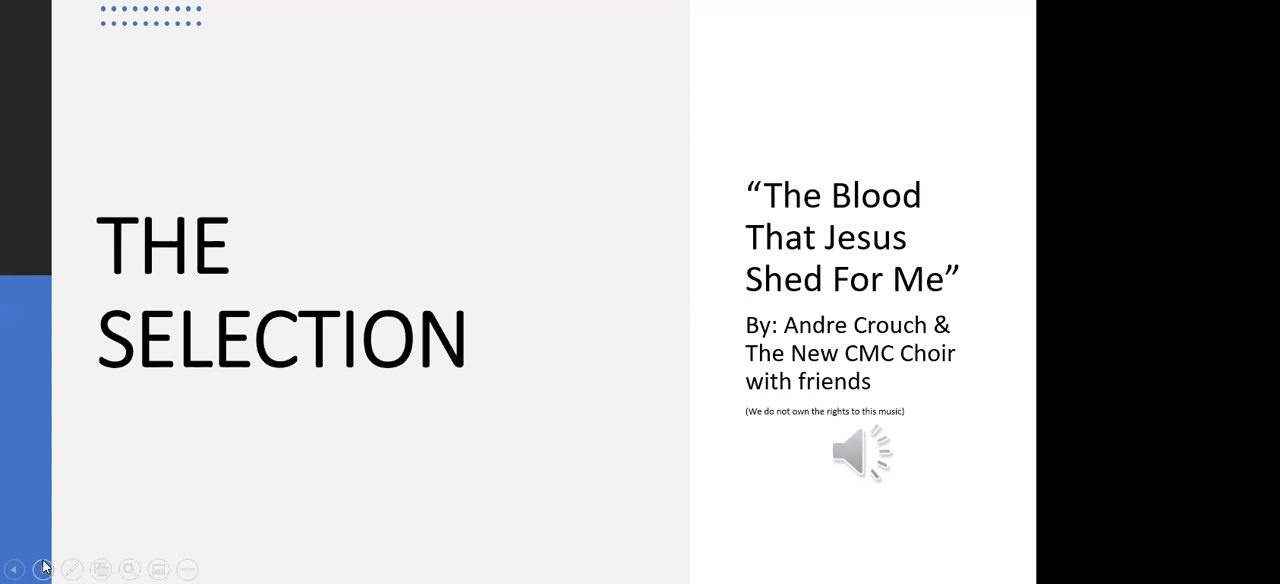 THE
SELECTION
“The Blood
That Jesus
Shed For Me”
By: Andre Crouch &
The New CMC Choir
with friends
(We do not own the rights to this music)